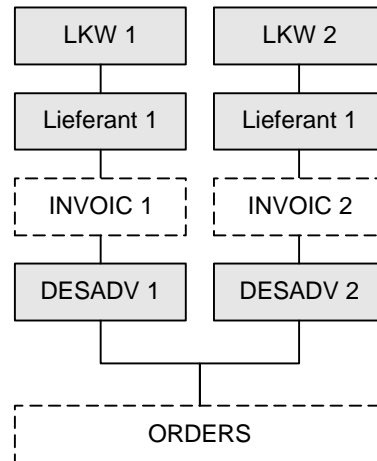 LKW 1
LKW 2
Lieferant 1
Lieferant 1
INVOIC 1
INVOIC 2
DESADV 1
DESADV 2
ORDERS